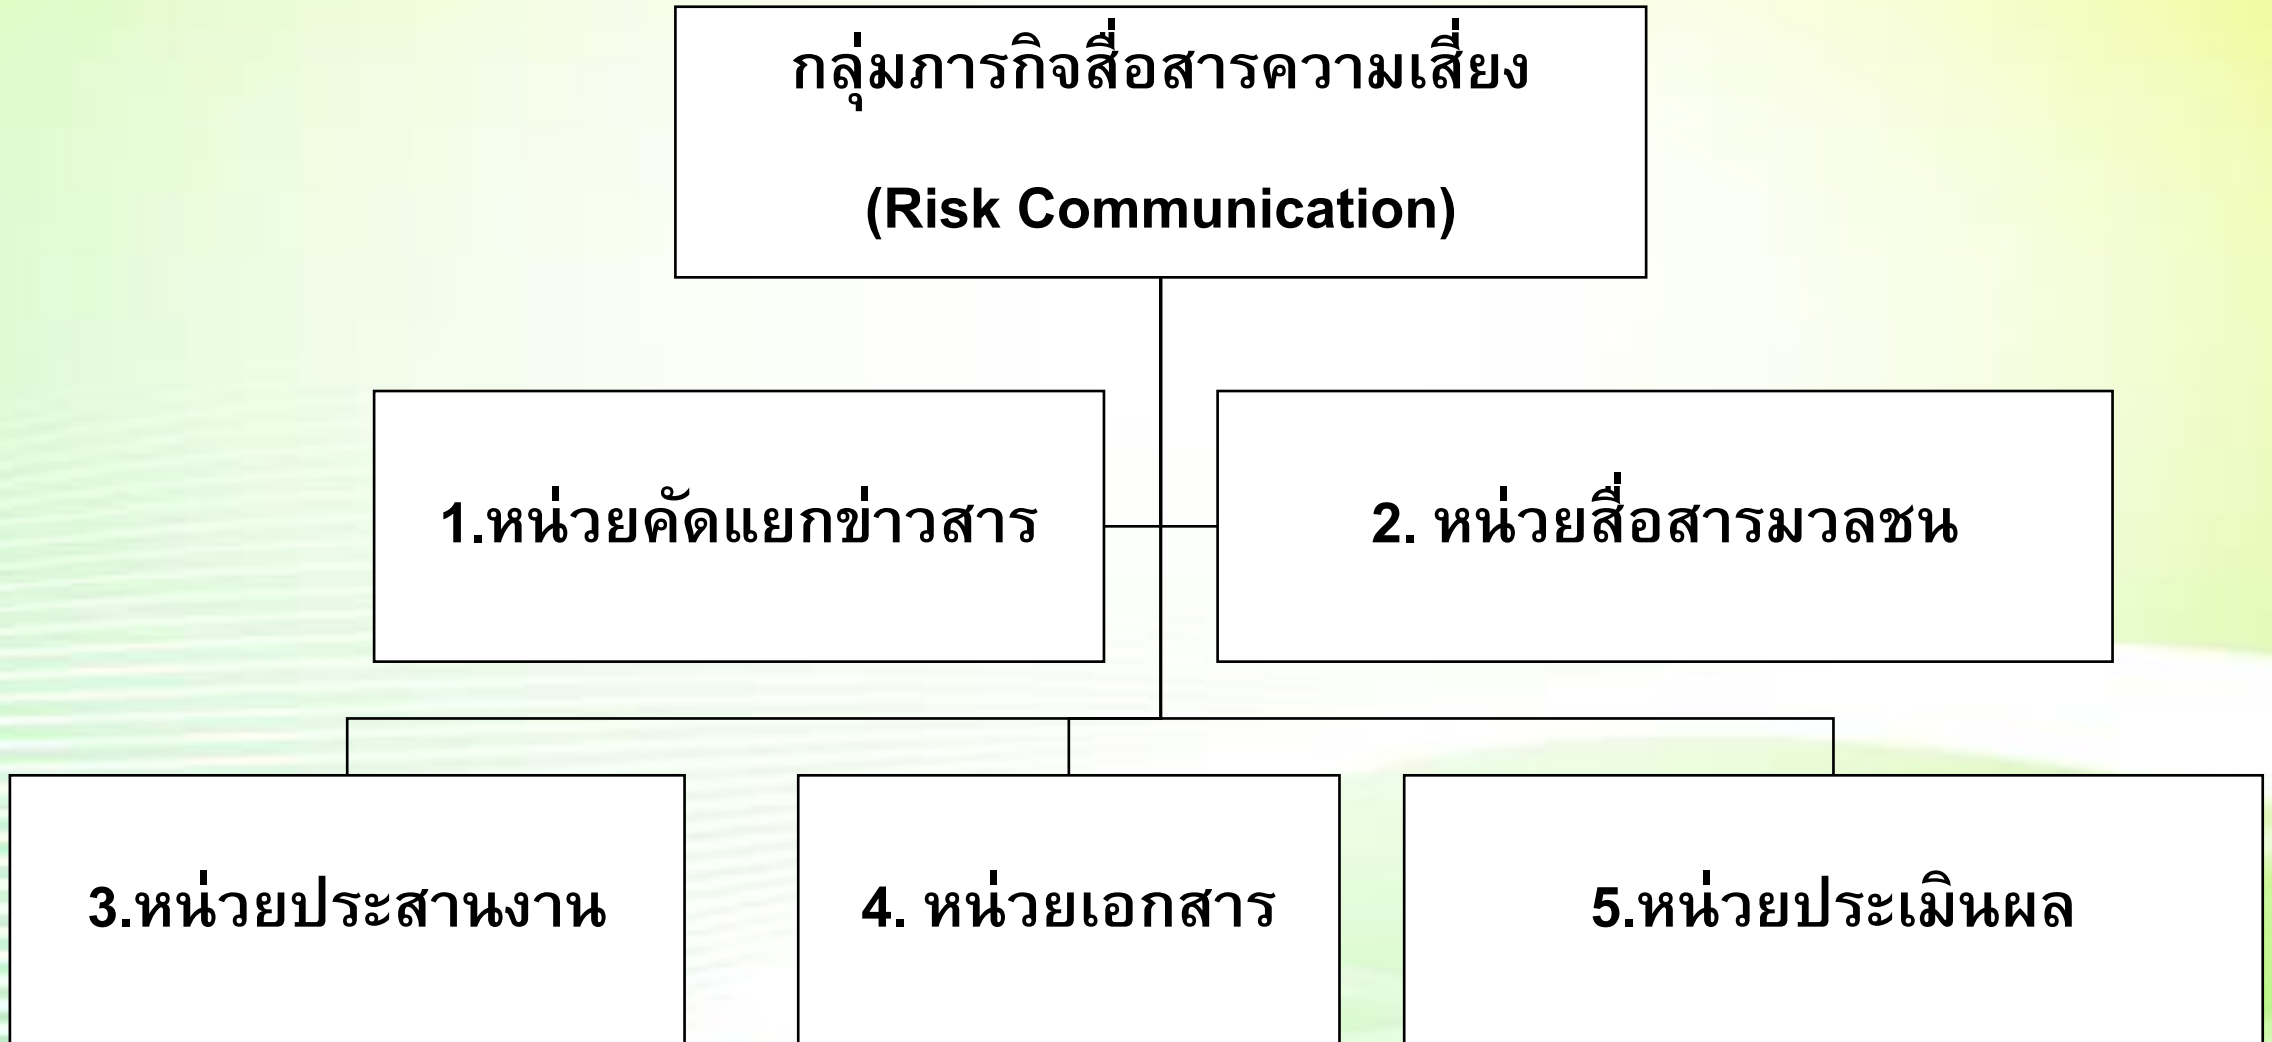 กลุ่มภารกิจสื่อสารความเสี่ยง
(Risk Communication)
1.หน่วยคัดแยกข่าวสาร
2. หน่วยสื่อสารมวลชน
3.หน่วยประสานงาน
4. หน่วยเอกสาร
5.หน่วยประเมินผล